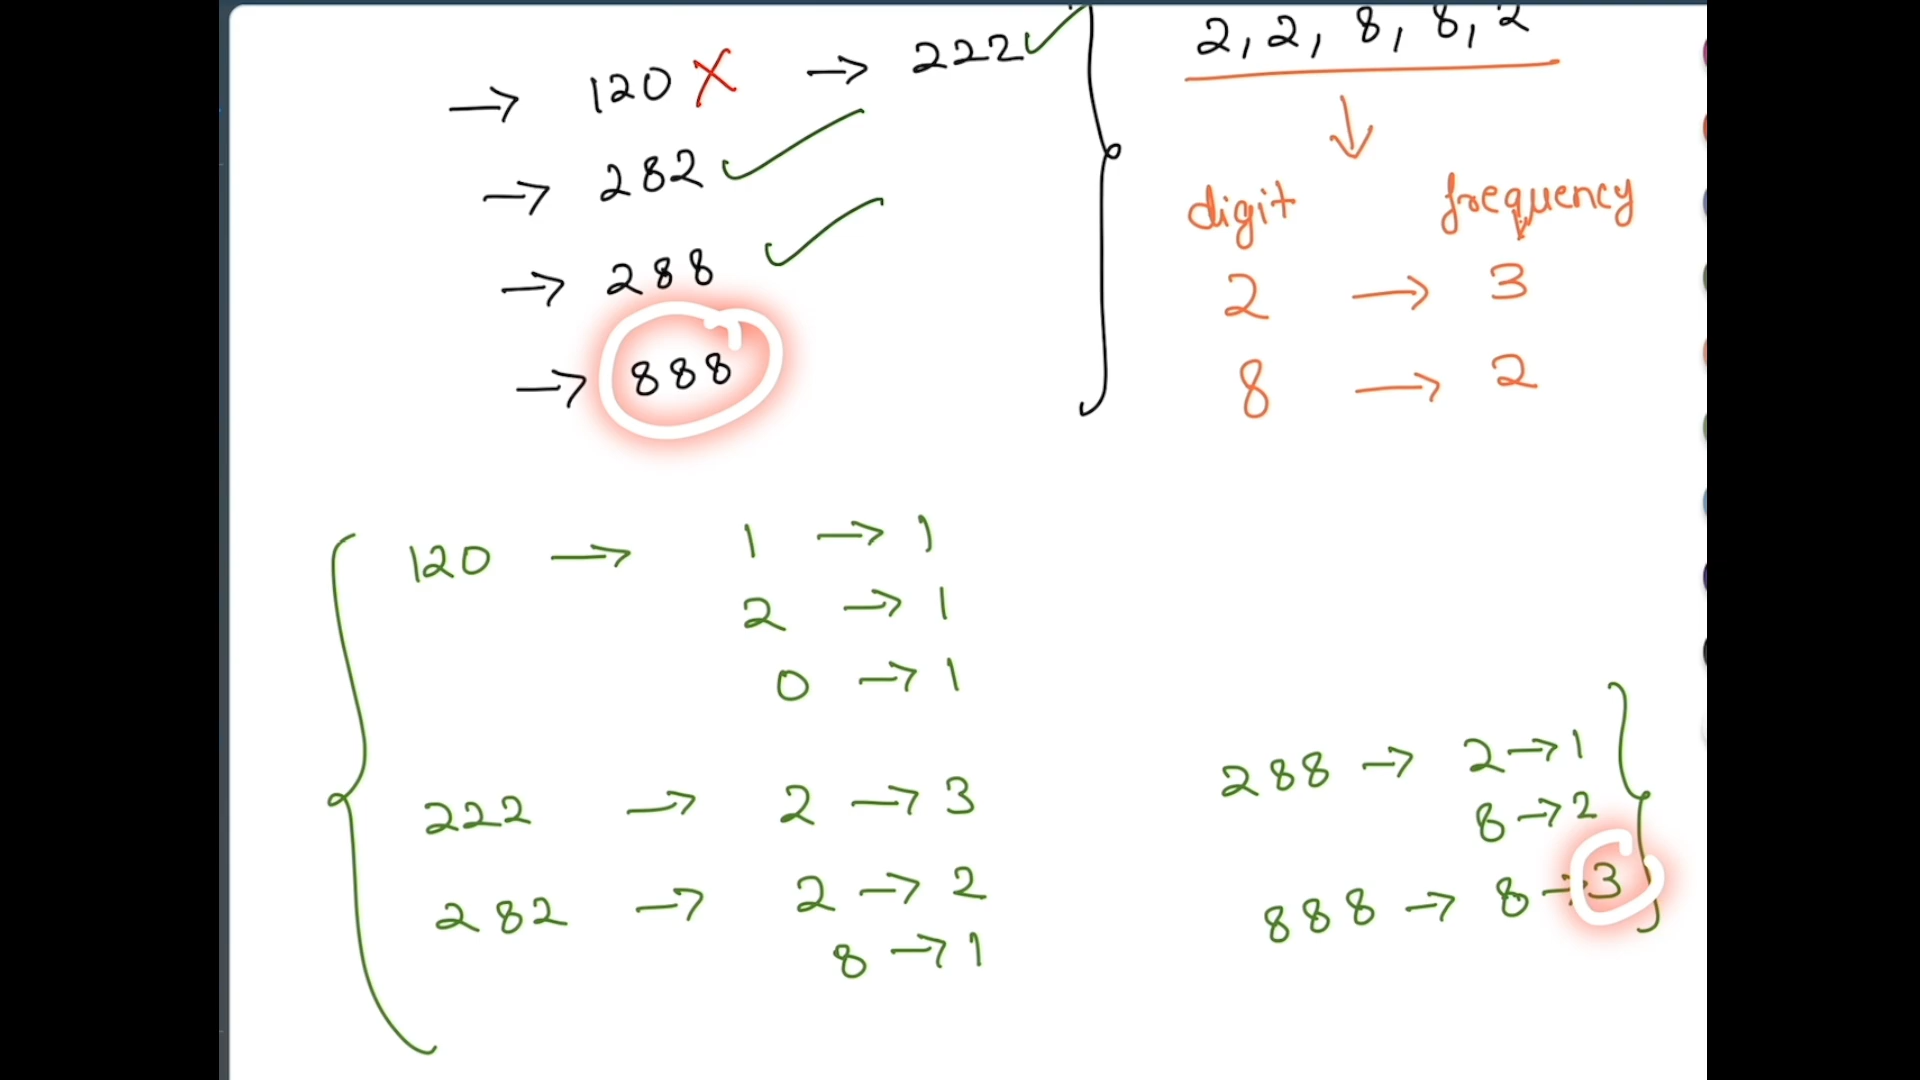 → 120 X → 222 ✓
→ 282 ✓
→ 288 ✓
→ 888
2, 2, 8, 8, 2
↓
digit frequency
2 → 3
8 → 2
120 → 1 → 1
2 → 1
0 → 1
222 → 2 → 3
282 → 2 → 2
8 → 1
288 → 2 → 1
8 → 2
888 → 8 → 3